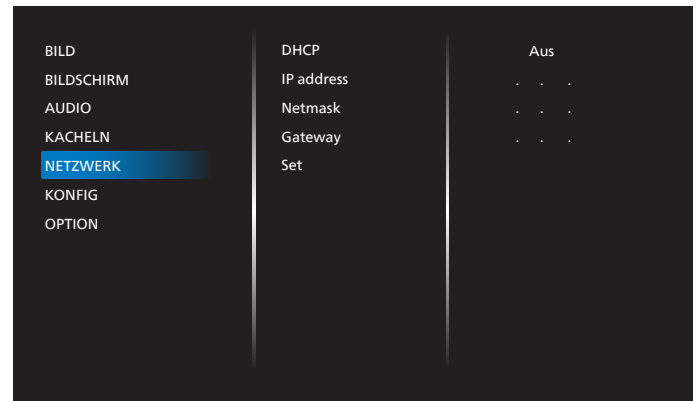 BILD DHCP Aus
BILDSCHIRM IP address . . .
AUDIO Netmask . . .
KACHELN Gateway . . .
NETZWERK Set
KONFIG
OPTION